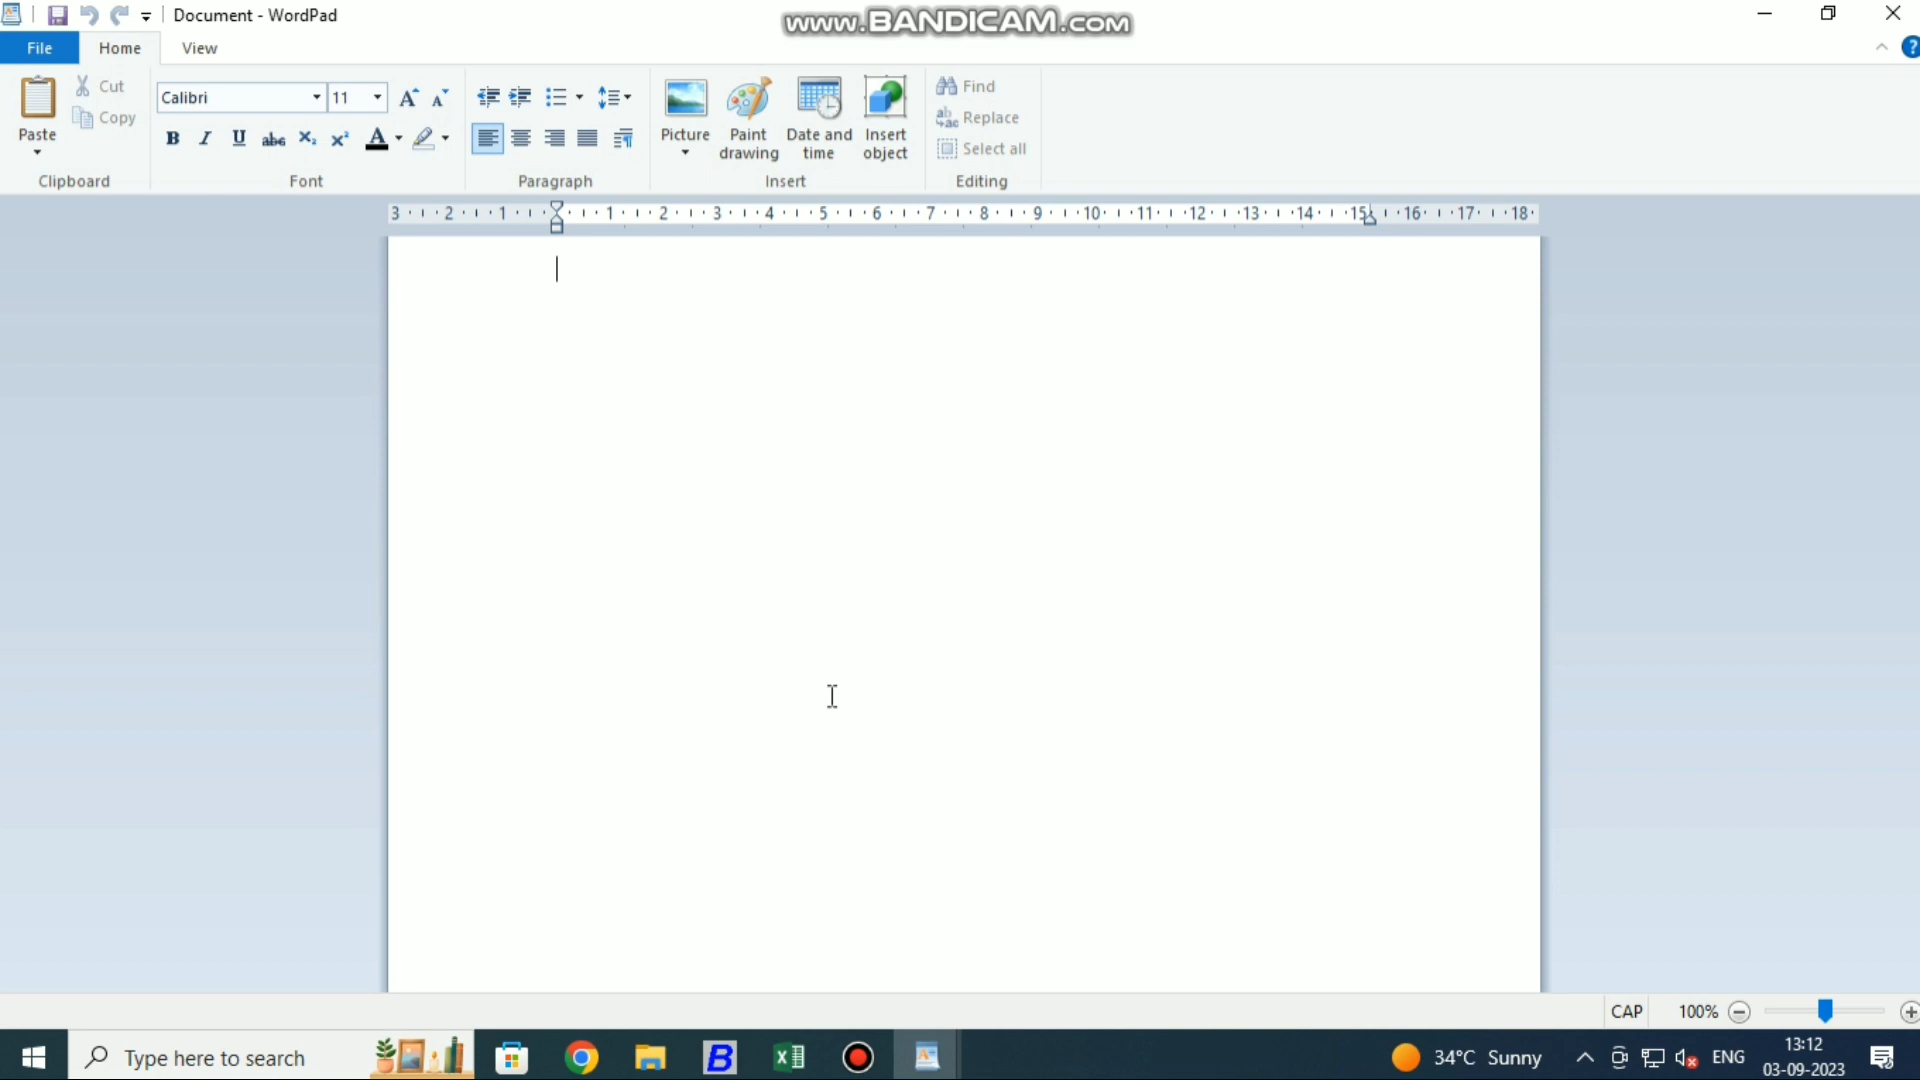 Document - WordPad
www.BANDICAM.com
File Home View
Paste
Cut
Copy
Clipboard
Calibri 11
B I U abc X₂ X² A
Font
Paragraph
Picture
Paint drawing
Date and time
Insert object
Insert
Find
Replace
Select all
Editing
3 2 1 1 2 3 4 5 6 7 8 9 10 11 12 13 14 15 16 17 18
CAP 100%
Type here to search
34°C Sunny
ENG
13:12
03-09-2023